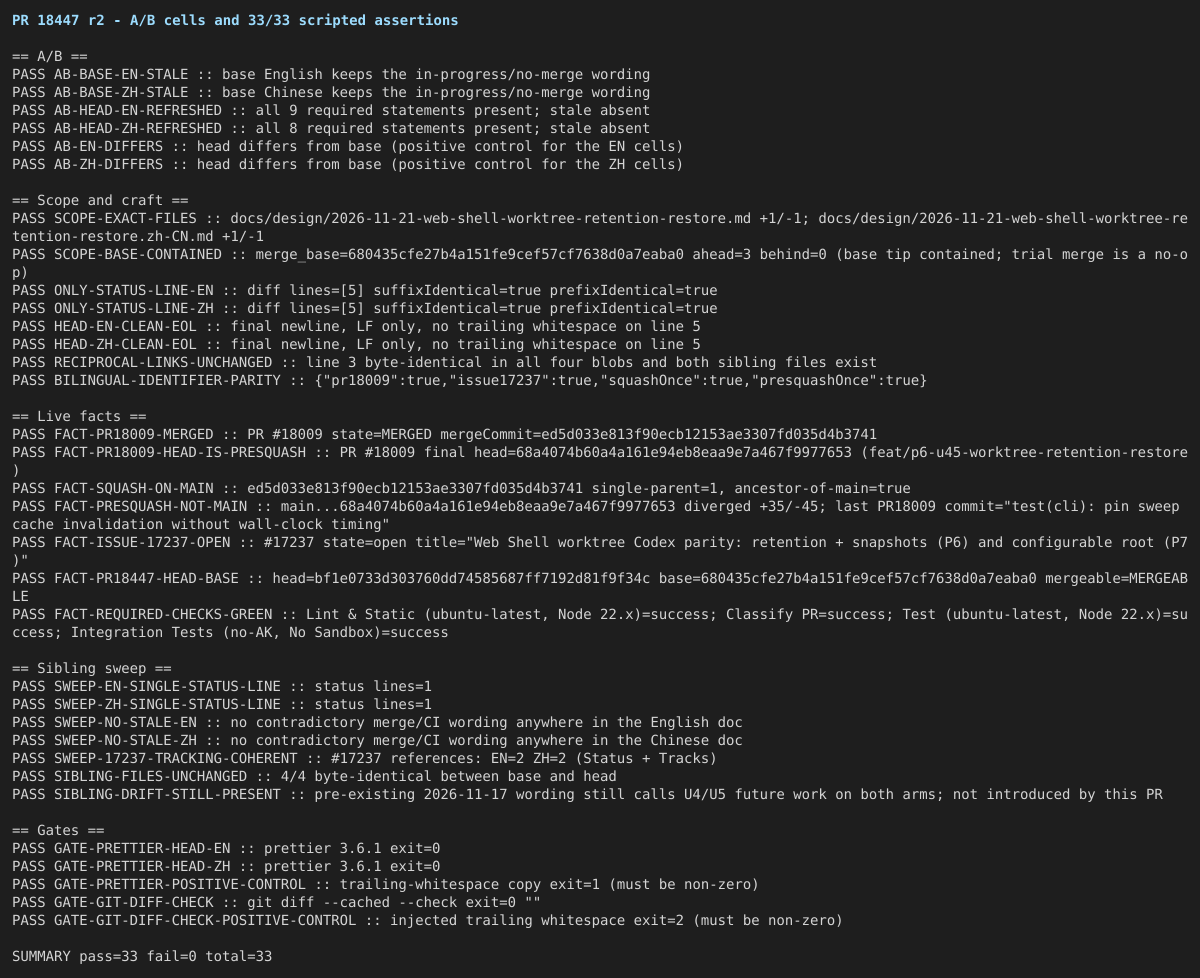 PR 18447 r2 - A/B cells and 33/33 scripted assertions
== A/B ==
PASS AB-BASE-EN-STALE :: base English keeps the in-progress/no-merge wording
PASS AB-BASE-ZH-STALE :: base Chinese keeps the in-progress/no-merge wording
PASS AB-HEAD-EN-REFRESHED :: all 9 required statements present; stale absent
PASS AB-HEAD-ZH-REFRESHED :: all 8 required statements present; stale absent
PASS AB-EN-DIFFERS :: head differs from base (positive control for the EN cells)
PASS AB-ZH-DIFFERS :: head differs from base (positive control for the ZH cells)
== Scope and craft ==
PASS SCOPE-EXACT-FILES :: docs/design/2026-11-21-web-shell-worktree-retention-restore.md +1/-1; docs/design/2026-11-21-web-shell-worktree-re
tention-restore.zh-CN.md +1/-1
PASS SCOPE-BASE-CONTAINED :: merge_base=680435cfe27b4a151fe9cef57cf7638d0a7eaba0 ahead=3 behind=0 (base tip contained; trial merge is a no-o
p)
PASS ONLY-STATUS-LINE-EN :: diff lines=[5] suffixIdentical=true prefixIdentical=true
PASS ONLY-STATUS-LINE-ZH :: diff lines=[5] suffixIdentical=true prefixIdentical=true
PASS HEAD-EN-CLEAN-EOL :: final newline, LF only, no trailing whitespace on line 5
PASS HEAD-ZH-CLEAN-EOL :: final newline, LF only, no trailing whitespace on line 5
PASS RECIPROCAL-LINKS-UNCHANGED :: line 3 byte-identical in all four blobs and both sibling files exist
PASS BILINGUAL-IDENTIFIER-PARITY :: {"pr18009":true,"issue17237":true,"squashOnce":true,"presquashOnce":true}
== Live facts ==
PASS FACT-PR18009-MERGED :: PR #18009 state=MERGED mergeCommit=ed5d033e813f90ecb12153ae3307fd035d4b3741
PASS FACT-PR18009-HEAD-IS-PRESQUASH :: PR #18009 final head=68a4074b60a4a161e94eb8eaa9e7a467f9977653 (feat/p6-u45-worktree-retention-restore
)
PASS FACT-SQUASH-ON-MAIN :: ed5d033e813f90ecb12153ae3307fd035d4b3741 single-parent=1, ancestor-of-main=true
PASS FACT-PRESQUASH-NOT-MAIN :: main...68a4074b60a4a161e94eb8eaa9e7a467f9977653 diverged +35/-45; last PR18009 commit="test(cli): pin sweep
cache invalidation without wall-clock timing"
PASS FACT-ISSUE-17237-OPEN :: #17237 state=open title="Web Shell worktree Codex parity: retention + snapshots (P6) and configurable root (P7
)"
PASS FACT-PR18447-HEAD-BASE :: head=bf1e0733d303760dd74585687ff7192d81f9f34c base=680435cfe27b4a151fe9cef57cf7638d0a7eaba0 mergeable=MERGEAB
LE
PASS FACT-REQUIRED-CHECKS-GREEN :: Lint & Static (ubuntu-latest, Node 22.x)=success; Classify PR=success; Test (ubuntu-latest, Node 22.x)=su
ccess; Integration Tests (no-AK, No Sandbox)=success
== Sibling sweep ==
PASS SWEEP-EN-SINGLE-STATUS-LINE :: status lines=1
PASS SWEEP-ZH-SINGLE-STATUS-LINE :: status lines=1
PASS SWEEP-NO-STALE-EN :: no contradictory merge/CI wording anywhere in the English doc
PASS SWEEP-NO-STALE-ZH :: no contradictory merge/CI wording anywhere in the Chinese doc
PASS SWEEP-17237-TRACKING-COHERENT :: #17237 references: EN=2 ZH=2 (Status + Tracks)
PASS SIBLING-FILES-UNCHANGED :: 4/4 byte-identical between base and head
PASS SIBLING-DRIFT-STILL-PRESENT :: pre-existing 2026-11-17 wording still calls U4/U5 future work on both arms; not introduced by this PR
== Gates ==
PASS GATE-PRETTIER-HEAD-EN :: prettier 3.6.1 exit=0
PASS GATE-PRETTIER-HEAD-ZH :: prettier 3.6.1 exit=0
PASS GATE-PRETTIER-POSITIVE-CONTROL :: trailing-whitespace copy exit=1 (must be non-zero)
PASS GATE-GIT-DIFF-CHECK :: git diff --cached --check exit=0 ""
PASS GATE-GIT-DIFF-CHECK-POSITIVE-CONTROL :: injected trailing whitespace exit=2 (must be non-zero)
SUMMARY pass=33 fail=0 total=33